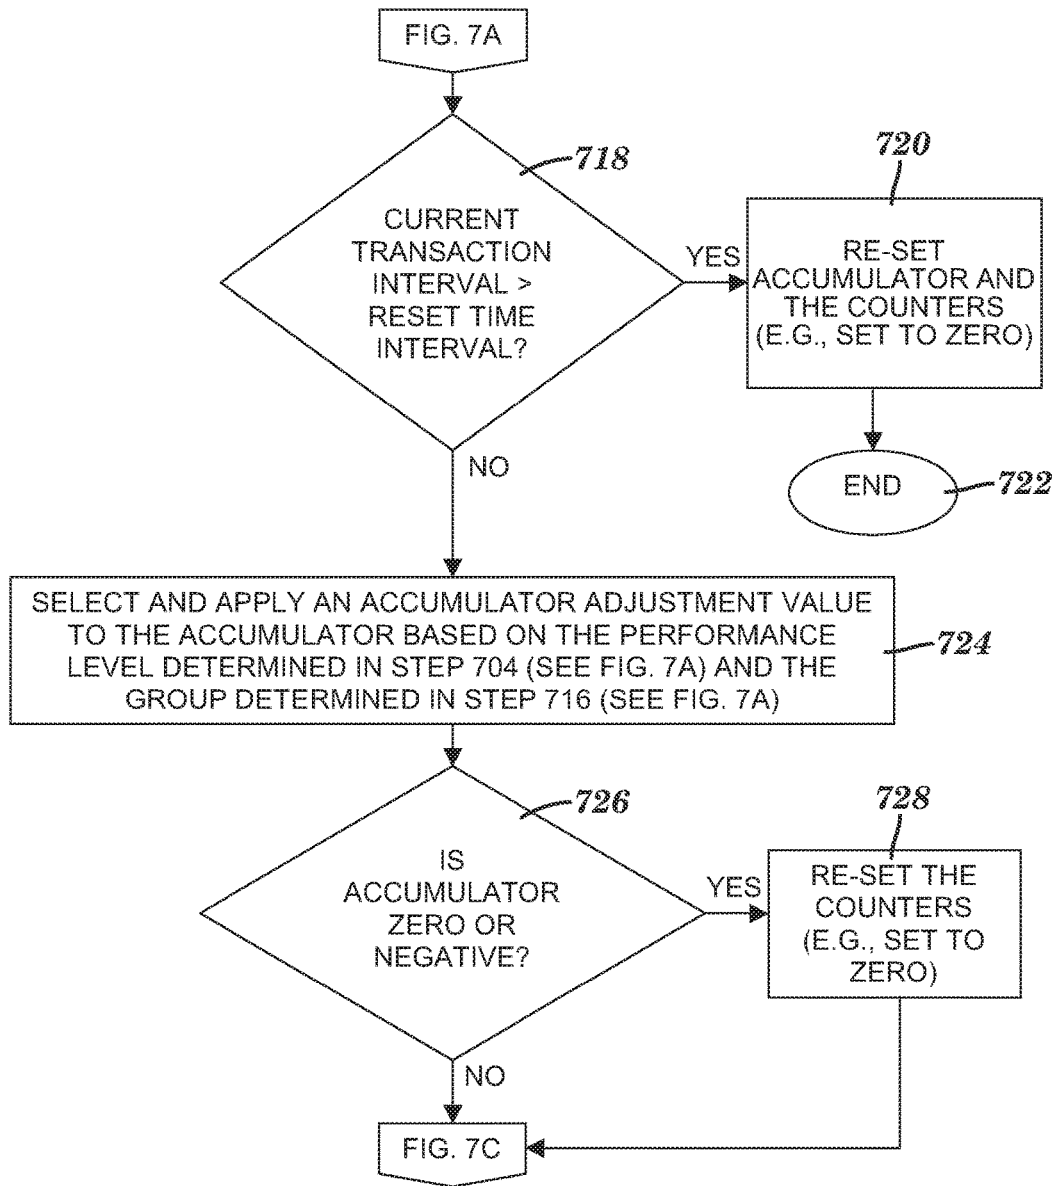 FIG. 7A
718
CURRENT
TRANSACTION
INTERVAL >
RESET TIME
INTERVAL?
YES
720
RE-SET
ACCUMULATOR AND
THE COUNTERS
(E.G., SET TO ZERO)
NO
END
722
SELECT AND APPLY AN ACCUMULATOR ADJUSTMENT VALUE
TO THE ACCUMULATOR BASED ON THE PERFORMANCE
LEVEL DETERMINED IN STEP 704 (SEE FIG. 7A) AND THE
GROUP DETERMINED IN STEP 716 (SEE FIG. 7A)
724
726
IS
ACCUMULATOR
ZERO OR
NEGATIVE?
YES
728
RE-SET THE
COUNTERS
(E.G., SET TO
ZERO)
NO
FIG. 7C